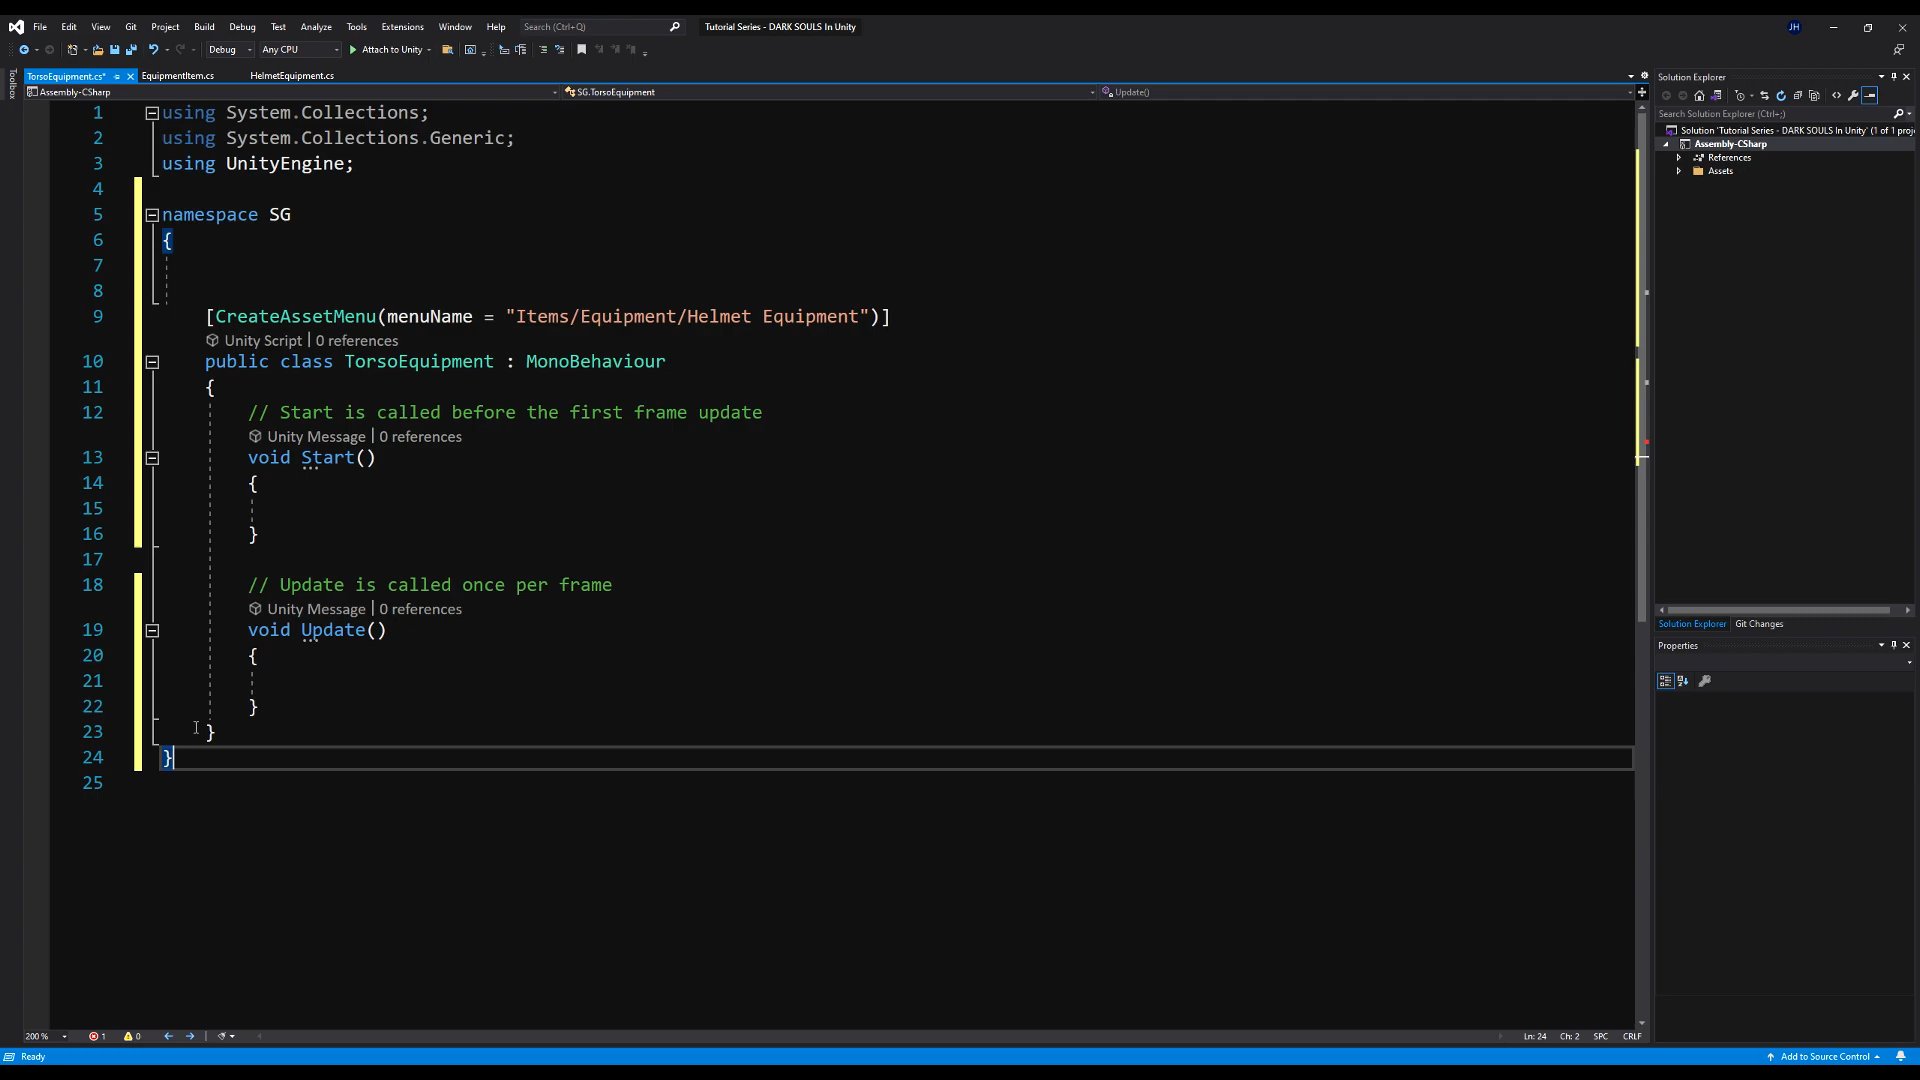 File Edit View Git Project Build Debug Test Analyze Tools Extensions Window Help Search (Ctrl+Q) Tutorial Series - DARK SOULS In Unity JH
Debug Any CPU Attach to Unity
Toolbox
TorsoEquipment.cs* EquipmentItem.cs HelmetEquipment.cs
Assembly-CSharp SG.TorsoEquipment Update()
1 using System.Collections;
2 using System.Collections.Generic;
3 using UnityEngine;
4
5 namespace SG
6 {
7
8
9 [CreateAssetMenu(menuName = "Items/Equipment/Helmet Equipment")]
Unity Script | 0 references
10 public class TorsoEquipment : MonoBehaviour
11 {
12 // Start is called before the first frame update
Unity Message | 0 references
13 void Start()
14 {
15
16 }
17
18 // Update is called once per frame
Unity Message | 0 references
19 void Update()
20 {
21
22 }
23 }
24 }
25
Solution Explorer
Search Solution Explorer (Ctrl+;)
Solution 'Tutorial Series - DARK SOULS In Unity' (1 of 1 proj
Assembly-CSharp
References
Assets
Solution Explorer Git Changes
Properties
200 % 1 0 Ln: 24 Ch: 2 SPC CRLF
Ready Add to Source Control